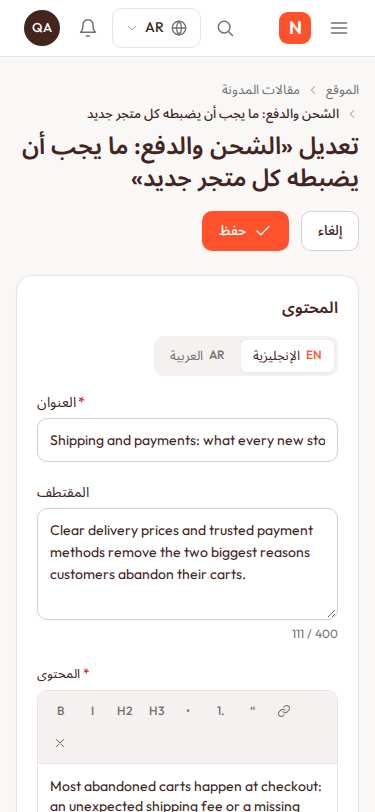 N
AR
QA
الموقع
مقالات المدونة
الشحن والدفع: ما يجب أن يضبطه كل متجر جديد
تعديل «الشحن والدفع: ما يجب أن
يضبطه كل متجر جديد»
إلغاء
حفظ
المحتوى
EN الإنجليزية
AR العربية
العنوان *
Shipping and payments: what every new sto
المقتطف
Clear delivery prices and trusted payment
methods remove the two biggest reasons
customers abandon their carts.
111 / 400
المحتوى *
B I H2 H3 • 1. “
Most abandoned carts happen at checkout:
an unexpected shipping fee or a missing